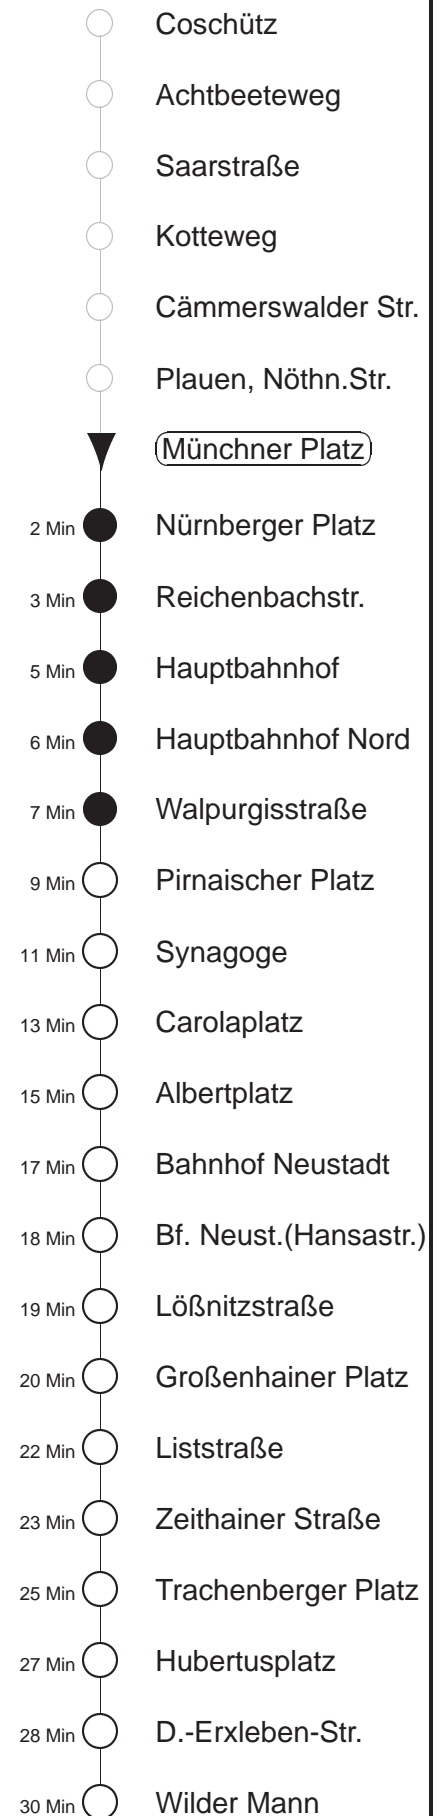 Coschütz
Achtbeeteweg
Saarstraße
Kotteweg
Cämmerswalder Str.
Plauen, Nöthn.Str.
Münchner Platz
2 Min Nürnberger Platz
3 Min Reichenbachstr.
5 Min Hauptbahnhof
6 Min Hauptbahnhof Nord
7 Min Walpurgisstraße
9 Min Pirnaischer Platz
11 Min Synagoge
13 Min Carolaplatz
15 Min Albertplatz
17 Min Bahnhof Neustadt
18 Min Bf. Neust.(Hansastr.)
19 Min Lößnitzstraße
20 Min Großenhainer Platz
22 Min Liststraße
23 Min Zeithainer Straße
25 Min Trachenberger Platz
27 Min Hubertusplatz
28 Min D.-Erxleben-Str.
30 Min Wilder Mann